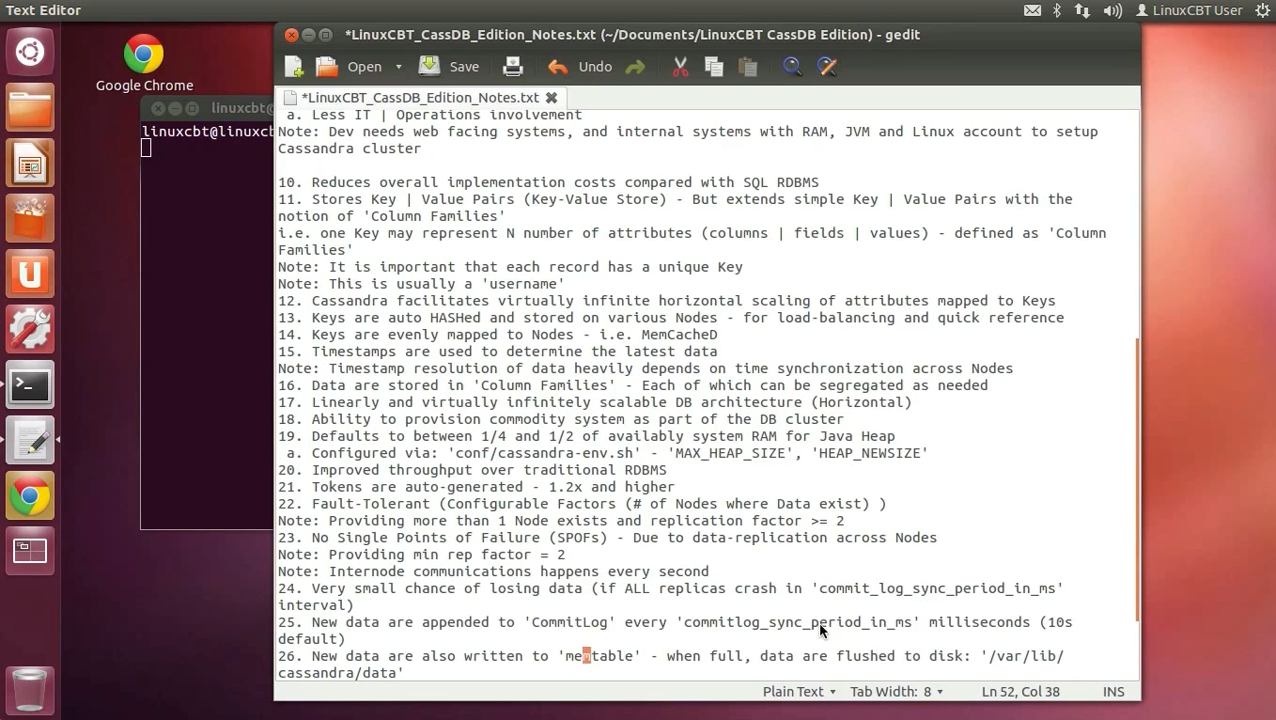 Text Editor
LinuxCBT User
*LinuxCBT_CassDB_Edition_Notes.txt (~/Documents/LinuxCBT CassDB Edition) - gedit
Google Chrome
Open
Save
Undo
*LinuxCBT_CassDB_Edition_Notes.txt
linuxcbt@
linuxcbt@linuxcb
a. Less IT | Operations involvement
Note: Dev needs web facing systems, and internal systems with RAM, JVM and Linux account to setup
Cassandra cluster
10. Reduces overall implementation costs compared with SQL RDBMS
11. Stores Key | Value Pairs (Key-Value Store) - But extends simple Key | Value Pairs with the
notion of 'Column Families'
i.e. one Key may represent N number of attributes (columns | fields | values) - defined as 'Column
Families'
Note: It is important that each record has a unique Key
Note: This is usually a 'username'
12. Cassandra facilitates virtually infinite horizontal scaling of attributes mapped to Keys
13. Keys are auto HASHed and stored on various Nodes - for load-balancing and quick reference
14. Keys are evenly mapped to Nodes - i.e. MemCacheD
15. Timestamps are used to determine the latest data
Note: Timestamp resolution of data heavily depends on time synchronization across Nodes
16. Data are stored in 'Column Families' - Each of which can be segregated as needed
17. Linearly and virtually infinitely scalable DB architecture (Horizontal)
18. Ability to provision commodity system as part of the DB cluster
19. Defaults to between 1/4 and 1/2 of availably system RAM for Java Heap
a. Configured via: 'conf/cassandra-env.sh' - 'MAX_HEAP_SIZE', 'HEAP_NEWSIZE'
20. Improved throughput over traditional RDBMS
21. Tokens are auto-generated - 1.2x and higher
22. Fault-Tolerant (Configurable Factors (# of Nodes where Data exist) )
Note: Providing more than 1 Node exists and replication factor >= 2
23. No Single Points of Failure (SPOFs) - Due to data-replication across Nodes
Note: Providing min rep factor = 2
Note: Internode communications happens every second
24. Very small chance of losing data (if ALL replicas crash in 'commit_log_sync_period_in_ms'
interval)
25. New data are appended to 'CommitLog' every 'commitlog_sync_period_in_ms' milliseconds (10s
default)
26. New data are also written to 'memtable' - when full, data are flushed to disk: '/var/lib/
cassandra/data'
Plain Text
Tab Width: 8
Ln 52, Col 38
INS